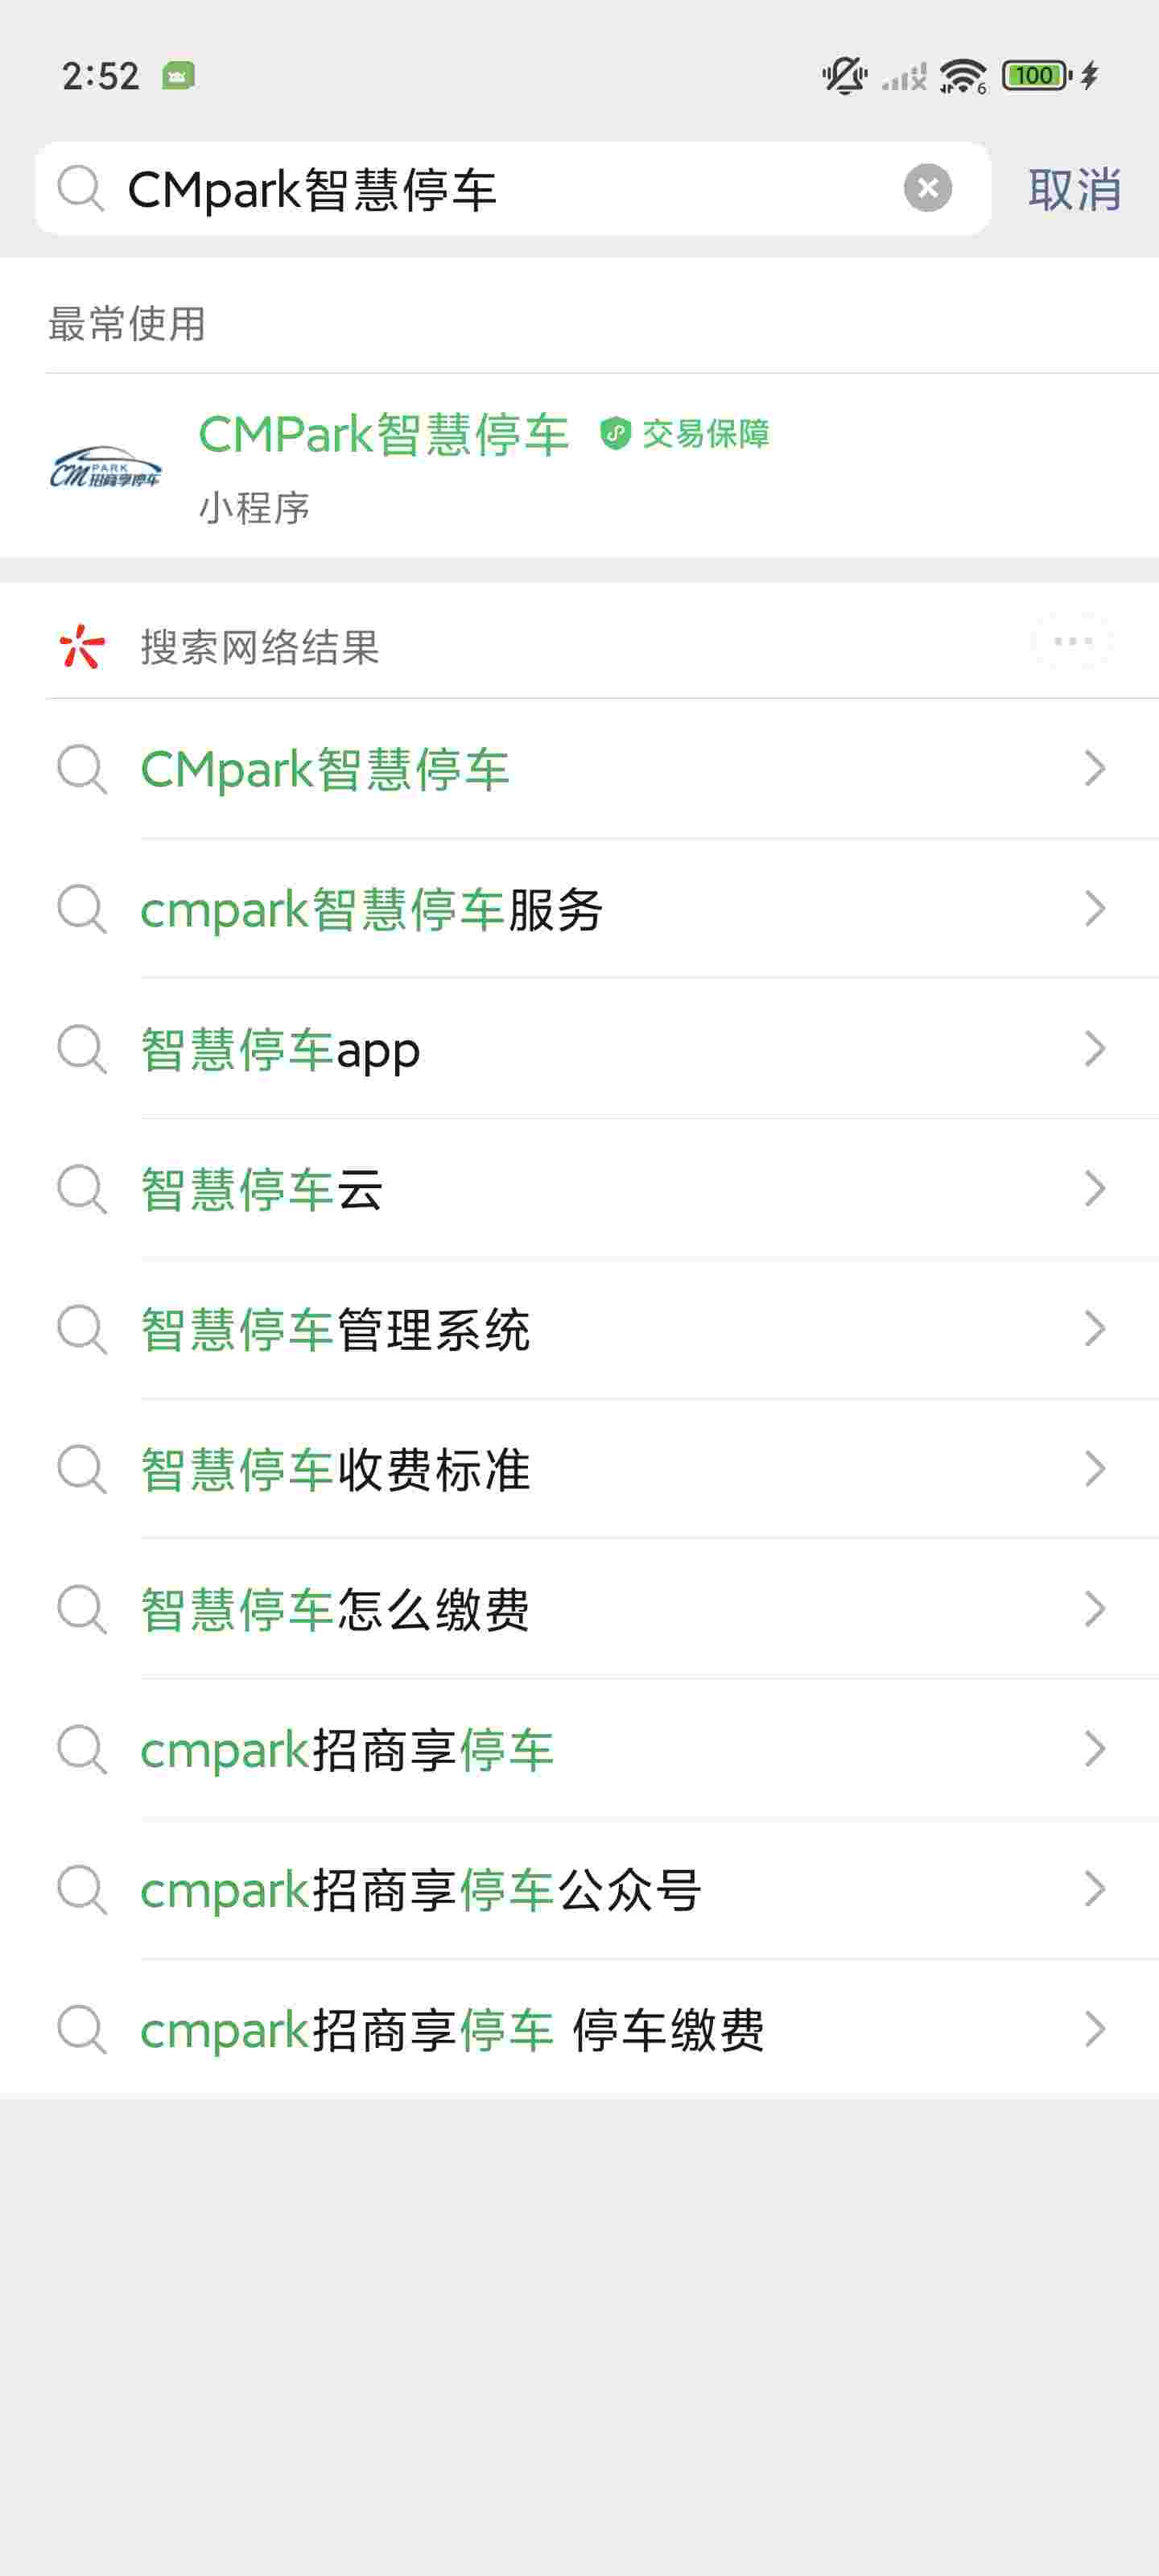 2:52
6
100
CMpark智慧停车
取消
最常使用
CMPark智慧停车 交易保障
CM PARK 招商享停车
小程序
搜索网络结果
CMpark智慧停车
cmpark智慧停车服务
智慧停车app
智慧停车云
智慧停车管理系统
智慧停车收费标准
智慧停车怎么缴费
cmpark招商享停车
cmpark招商享停车公众号
cmpark招商享停车 停车缴费